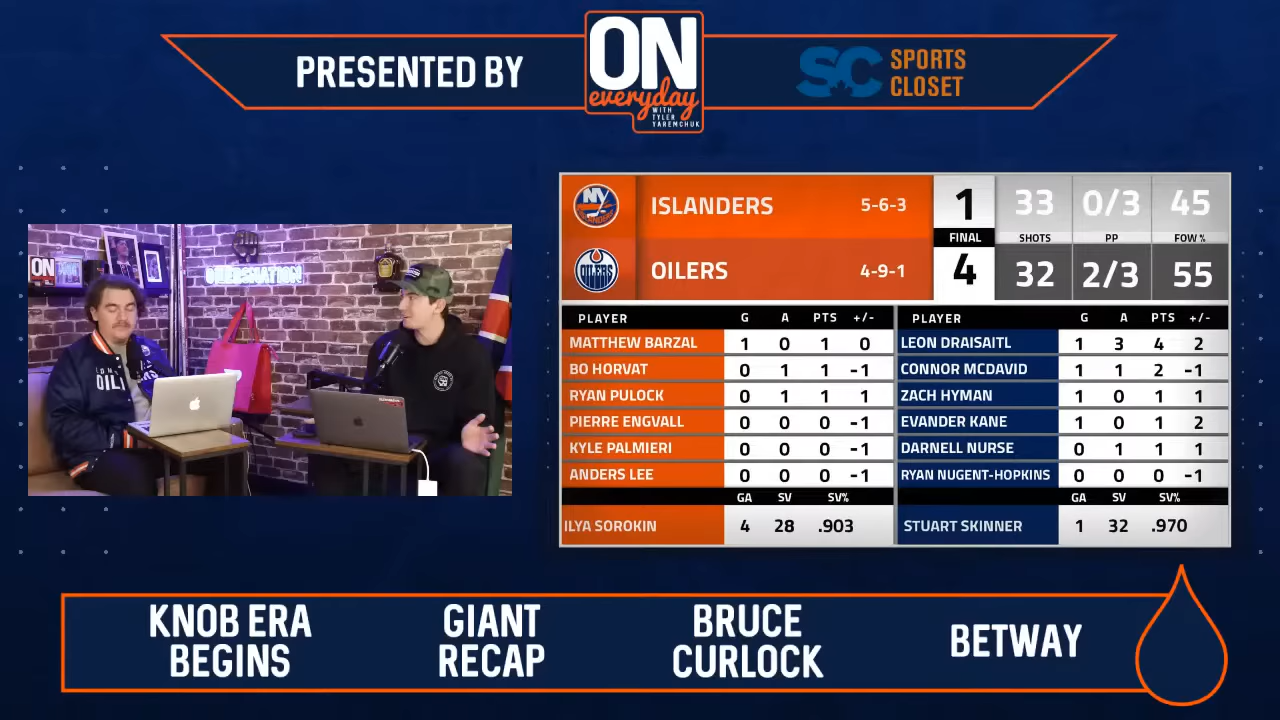 PRESENTED BY
ON
everyday
WITH
TYLER
YAREMCHUK
SC
SPORTS
CLOSET
ISLANDERS 5-6-3 1 33 0/3 45
FINAL SHOTS PP FOW %
OILERS 4-9-1 4 32 2/3 55
NY
OILERS
PLAYER G A PTS +/-
MATTHEW BARZAL 1 0 1 0
BO HORVAT 0 1 1 -1
RYAN PULOCK 0 1 1 1
PIERRE ENGVALL 0 0 0 -1
KYLE PALMIERI 0 0 0 -1
ANDERS LEE 0 0 0 -1
GA SV SV%
ILYA SOROKIN 4 28 .903
PLAYER G A PTS +/-
LEON DRAISAITL 1 3 4 2
CONNOR MCDAVID 1 1 2 -1
ZACH HYMAN 1 0 1 1
EVANDER KANE 1 0 1 2
DARNELL NURSE 0 1 1 1
RYAN NUGENT-HOPKINS 0 0 0 -1
GA SV SV%
STUART SKINNER 1 32 .970
ON
OILERSNATION
OIL
KNOB ERA
BEGINS
GIANT
RECAP
BRUCE
CURLOCK
BETWAY